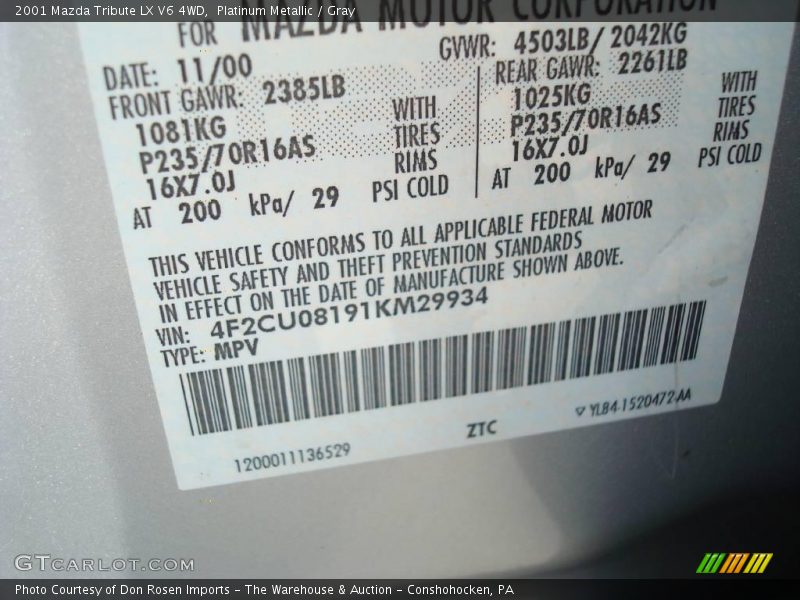 2001 Mazda Tribute LX V6 4WD, Platinum Metallic / Gray
FOR MAZDA MOTOR CORPORATION
DATE: 11/00
GVWR: 4503LB/ 2042KG
FRONT GAWR: 2385LB
1081KG
P235/70R16AS
16X7.0J
WITH
TIRES
RIMS
AT 200 kPa/ 29 PSI COLD
REAR GAWR: 2261LB
1025KG
P235/70R16AS
16X7.0J
WITH
TIRES
RIMS
AT 200 kPa/ 29 PSI COLD
THIS VEHICLE CONFORMS TO ALL APPLICABLE FEDERAL MOTOR
VEHICLE SAFETY AND THEFT PREVENTION STANDARDS
IN EFFECT ON THE DATE OF MANUFACTURE SHOWN ABOVE.
VIN: 4F2CU08191KM29934
TYPE: MPV
1200011136529
ZTC
YL84-1520472-AA
GTCARLOT.COM
Photo Courtesy of Don Rosen Imports – The Warehouse & Auction – Conshohocken, PA